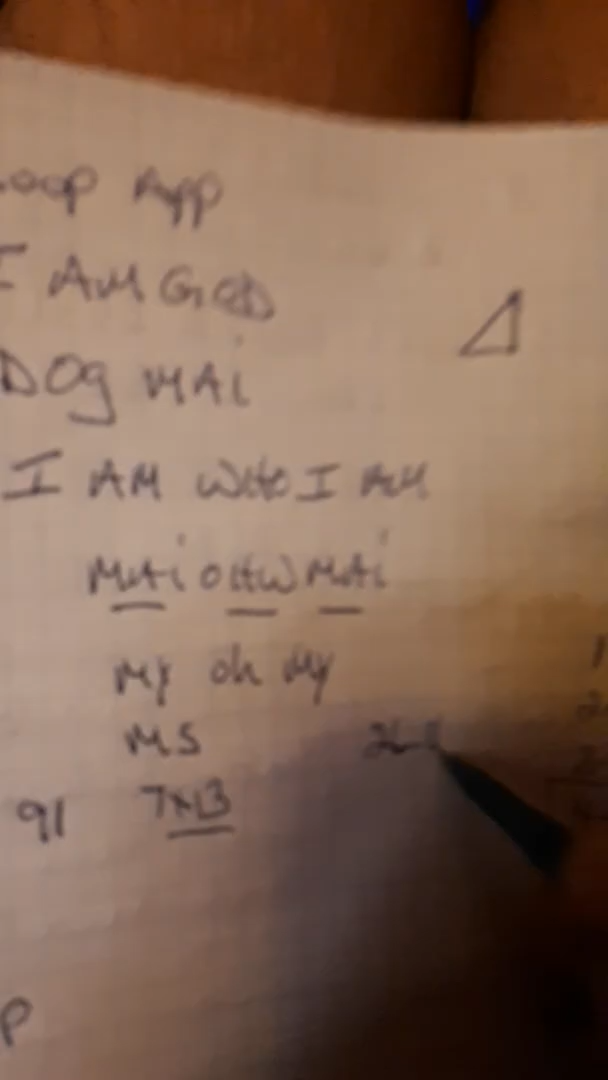 App
I AM GOD
DOg MAi
I AM WHO I AM
MAi OHW MAi
My oh My
MS
91 7x13
P